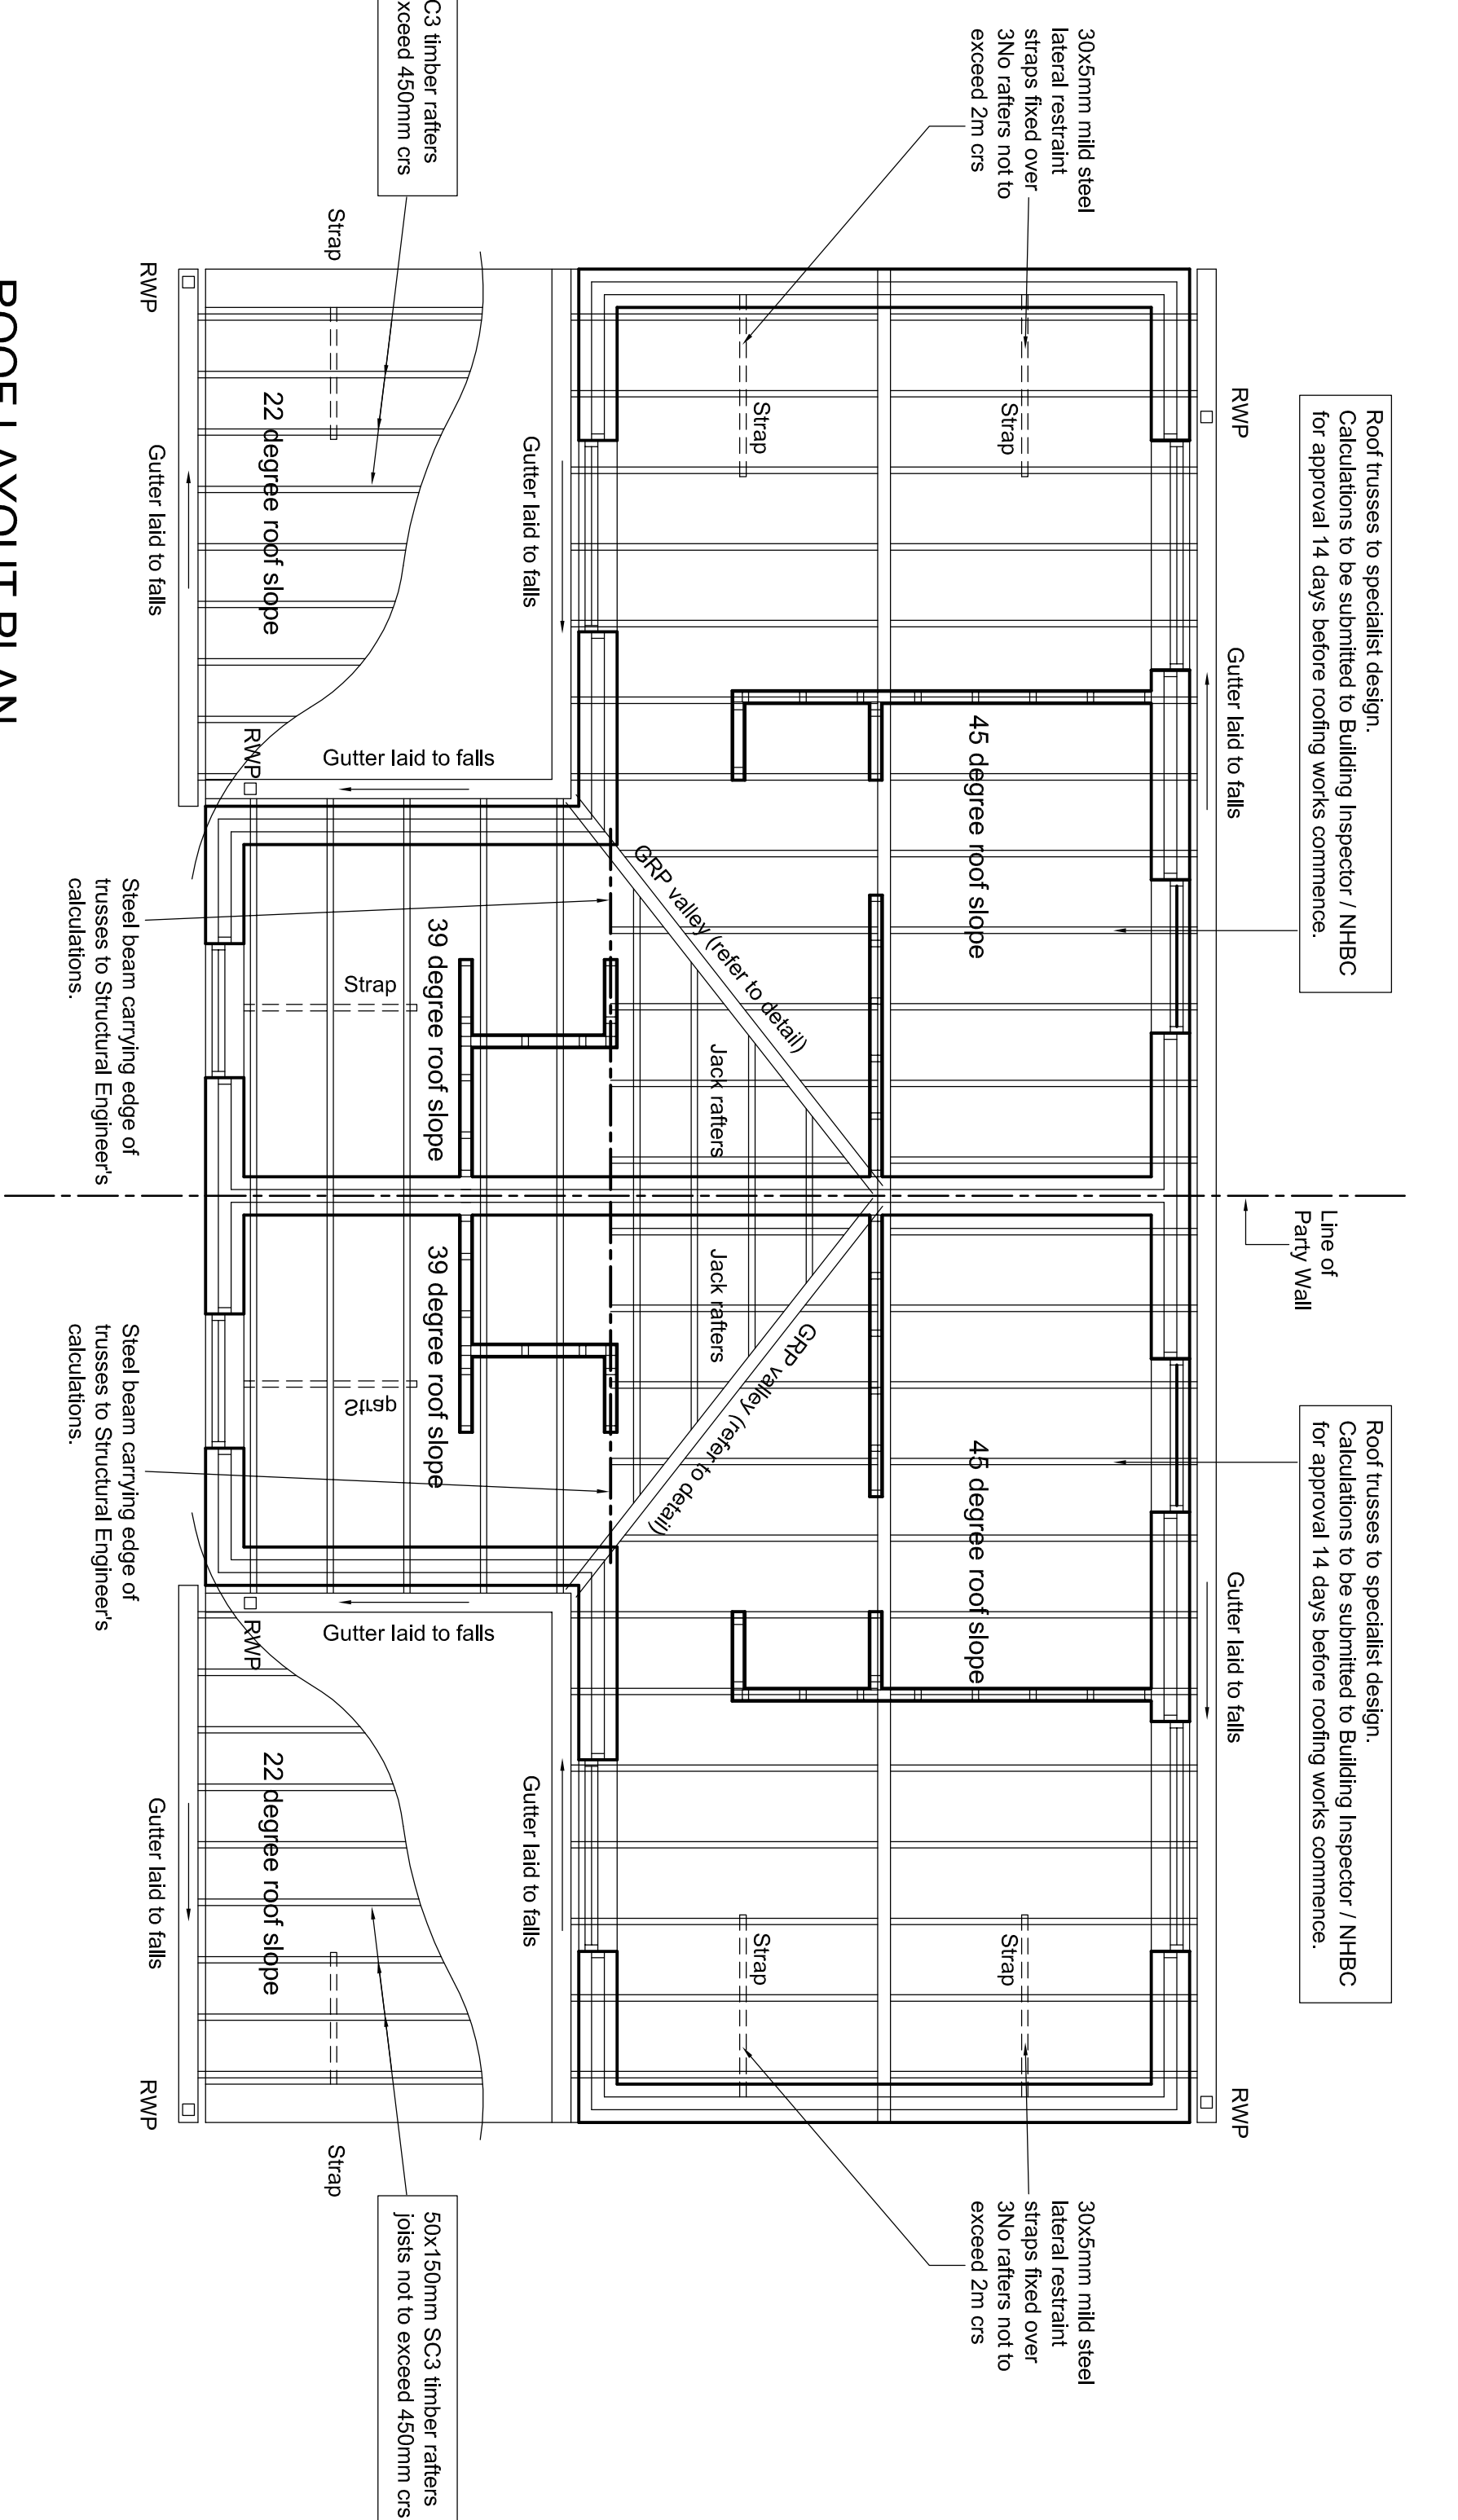 Roof trusses to specialist design.
Calculations to be submitted to Building Inspector / NHBC
for approval 14 days before roofing works commence.
Roof trusses to specialist design.
Calculations to be submitted to Building Inspector / NHBC
for approval 14 days before roofing works commence.
Line of
Party Wall
RWP
Gutter laid to falls
Gutter laid to falls
RWP
30x5mm mild steel
lateral restraint
straps fixed over
3No rafters not to
exceed 2m crs
Strap
45 degree roof slope
45 degree roof slope
Strap
30x5mm mild steel
lateral restraint
straps fixed over
3No rafters not to
exceed 2m crs
Strap
GRP valley (refer to detail)
Jack rafters
Jack rafters
GRP valley (refer to detail)
Strap
Gutter laid to falls
Gutter laid to falls
C3 timber rafters
xceed 450mm crs
50x150mm SC3 timber rafters
joists not to exceed 450mm crs
39 degree roof slope
39 degree roof slope
Strap
Gutter laid to falls
Strap
Strap
Gutter laid to falls
Strap
22 degree roof slope
RWP
RWP
22 degree roof slope
RWP
Gutter laid to falls
Gutter laid to falls
RWP
Steel beam carrying edge of
trusses to Structural Engineer's
calculations.
Steel beam carrying edge of
trusses to Structural Engineer's
calculations.
ROOF LAYOUT PLAN